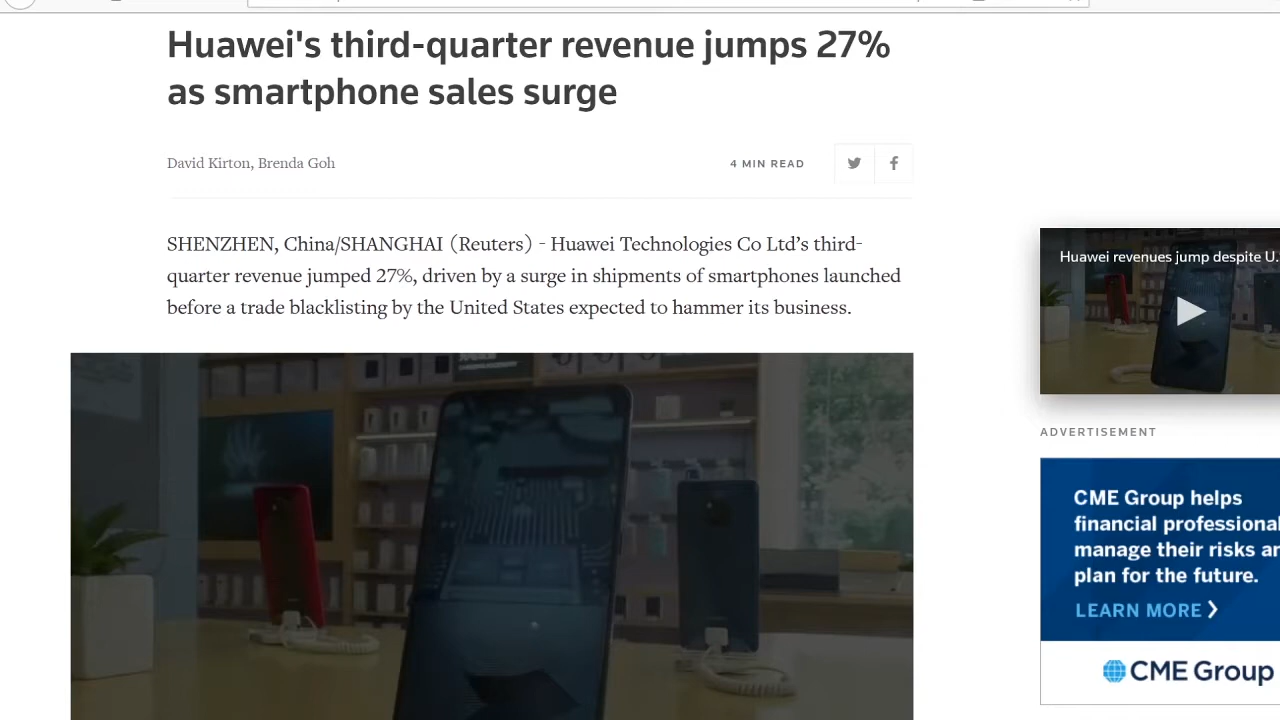 Huawei's third-quarter revenue jumps 27%
as smartphone sales surge
David Kirton, Brenda Goh
4 MIN READ
SHENZHEN, China/SHANGHAI (Reuters) - Huawei Technologies Co Ltd’s third-
quarter revenue jumped 27%, driven by a surge in shipments of smartphones launched
before a trade blacklisting by the United States expected to hammer its business.
Huawei revenues jump despite U.
ADVERTISEMENT
CME Group helps
financial professional
manage their risks an
plan for the future.
LEARN MORE
CME Group